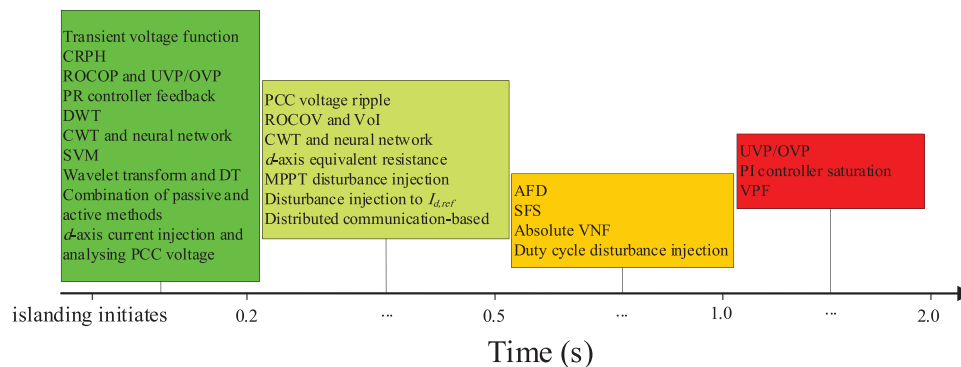 Transient voltage function
CRPH
ROCOP and UVP/OVP
PR controller feedback
DWT
CWT and neural network
SVM
Wavelet transform and DT
Combination of passive and
active methods
d-axis current injection and
analysing PCC voltage
PCC voltage ripple
ROCOV and VoI
CWT and neural network
d-axis equivalent resistance
MPPT disturbance injection
Disturbance injection to Id,ref
Distributed communication-based
AFD
SFS
Absolute VNF
Duty cycle disturbance injection
UVP/OVP
PI controller saturation
VPF
islanding initiates 0.2 ... 0.5 ... 1.0 ... 2.0
Time (s)